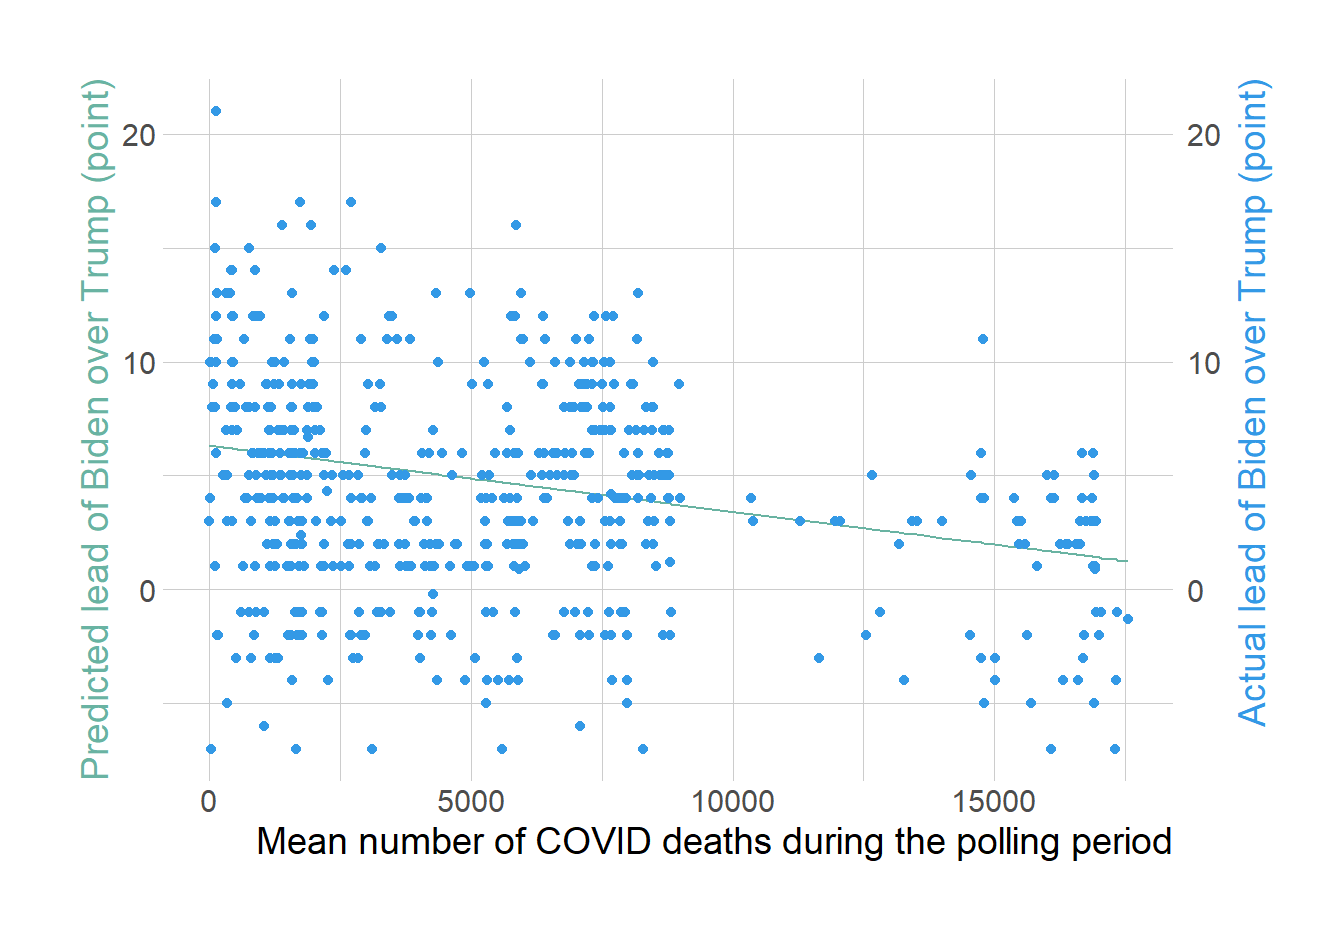 Predicted lead of Biden over Trump (point)
20
10
0
20
10
0
Actual lead of Biden over Trump (point)
0 5000 10000 15000
Mean number of COVID deaths during the polling period